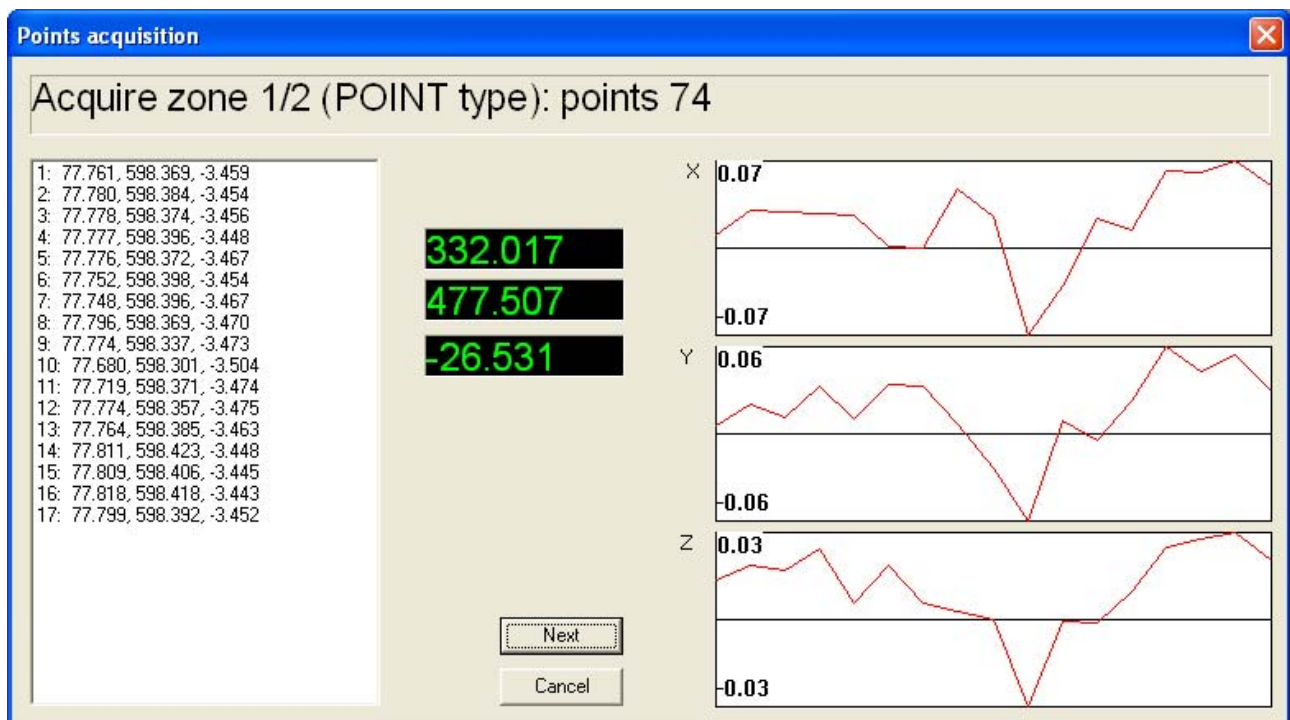 Points acquisition
Acquire zone 1/2 (POINT type): points 74
1: 77.761, 598.369, -3.459
2: 77.780, 598.384, -3.454
3: 77.778, 598.374, -3.456
4: 77.777, 598.396, -3.448
5: 77.776, 598.372, -3.467
6: 77.752, 598.398, -3.454
7: 77.748, 598.396, -3.467
8: 77.796, 598.369, -3.470
9: 77.774, 598.337, -3.473
10: 77.680, 598.301, -3.504
11: 77.719, 598.371, -3.474
12: 77.774, 598.357, -3.475
13: 77.764, 598.385, -3.463
14: 77.811, 598.423, -3.448
15: 77.809, 598.406, -3.445
16: 77.818, 598.418, -3.443
17: 77.799, 598.392, -3.452
332.017
477.507
-26.531
Next
Cancel
X
0.07
-0.07
Y
0.06
-0.06
Z
0.03
-0.03